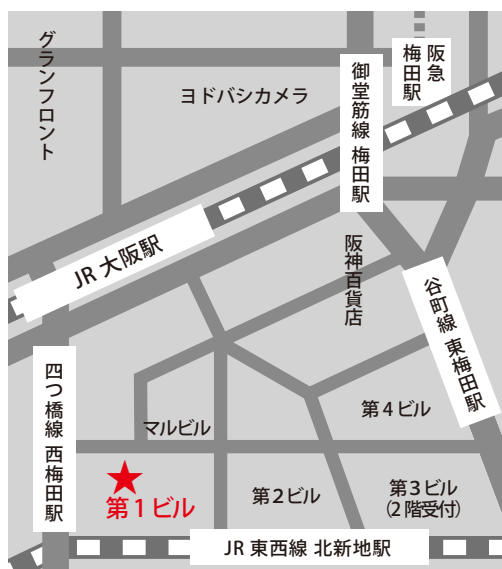 グランフロント
ヨドバシカメラ
御堂筋線 梅田駅
阪急
梅田駅
JR 大阪駅
阪神百貨店
谷町線 東梅田駅
四つ橋線 西梅田駅
マルビル
第4ビル
第1ビル
第2ビル
第3ビル
（2階受付）
JR 東西線 北新地駅